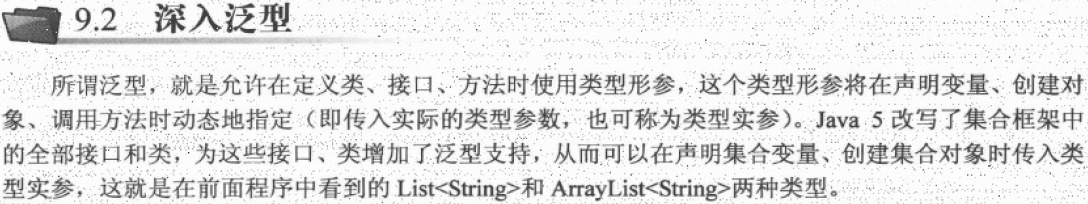 9.2 深入泛型
所谓泛型，就是允许在定义类、接口、方法时使用类型形参，这个类型形参将在声明变量、创建对
象、调用方法时动态地指定（即传入实际的类型参数，也可称为类型实参）。Java 5 改写了集合框架中
的全部接口和类，为这些接口、类增加了泛型支持，从而可以在声明集合变量、创建集合对象时传入类
型实参，这就是在前面程序中看到的 List<String>和 ArrayList<String>两种类型。